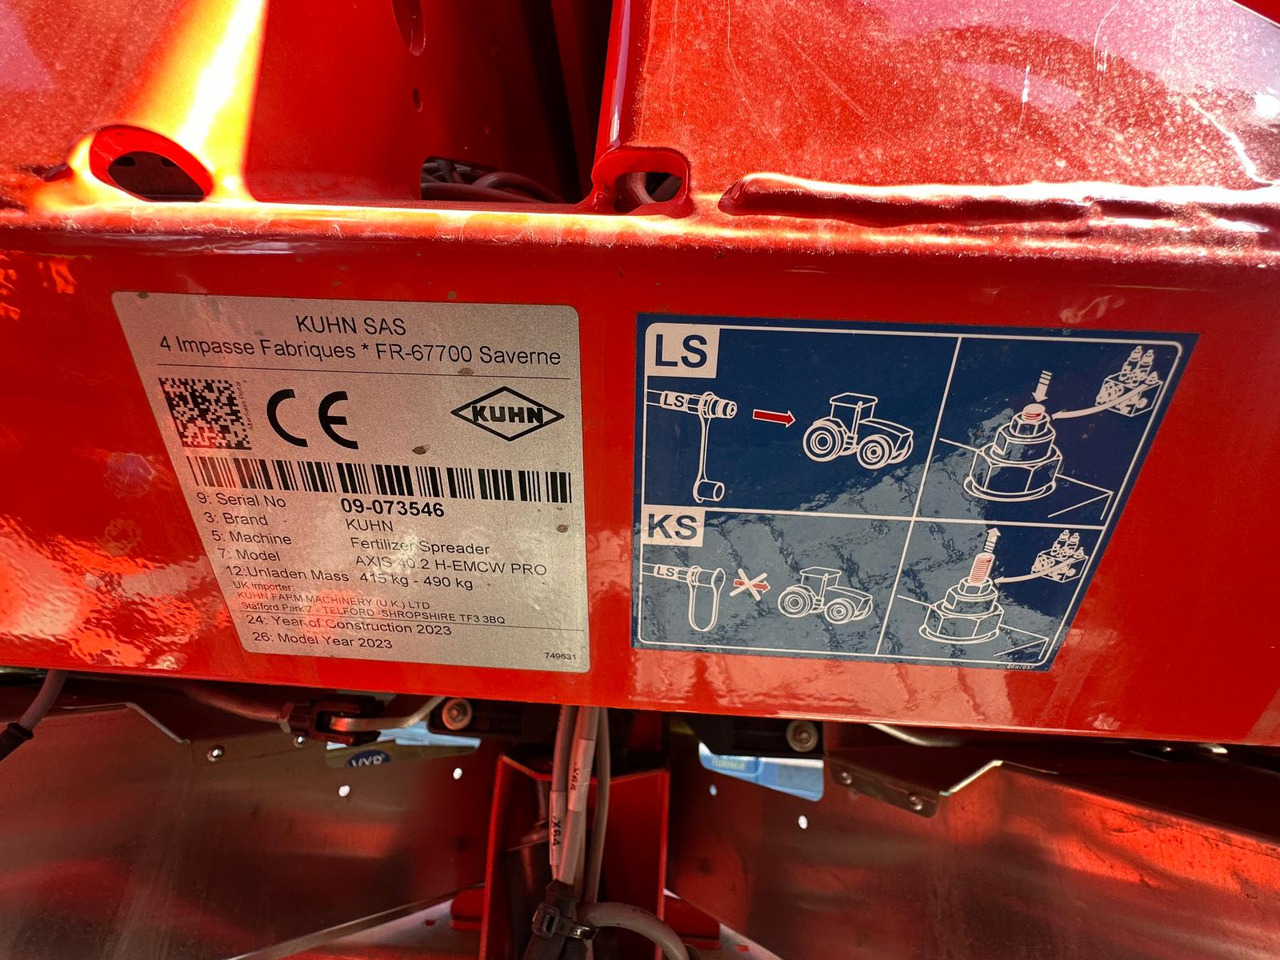 KUHN SAS
4 Impasse Fabriques * FR-67700 Saverne
CE
KUHN
9: Serial No 09-073546
3: Brand KUHN
5: Machine Fertilizer Spreader
7: Model AXIS 40.2 H-EMCW PRO
12:Unladen Mass 415 kg - 490 kg
UK importer
KUHN FARM MACHINERY (U.K.) LTD
Stafford Park 7 - TELFORD -SHROPSHIRE TF3 3BQ
24: Year of Construction 2023
26: Model Year 2023
749631
LS
LS
KS
LS
X6A